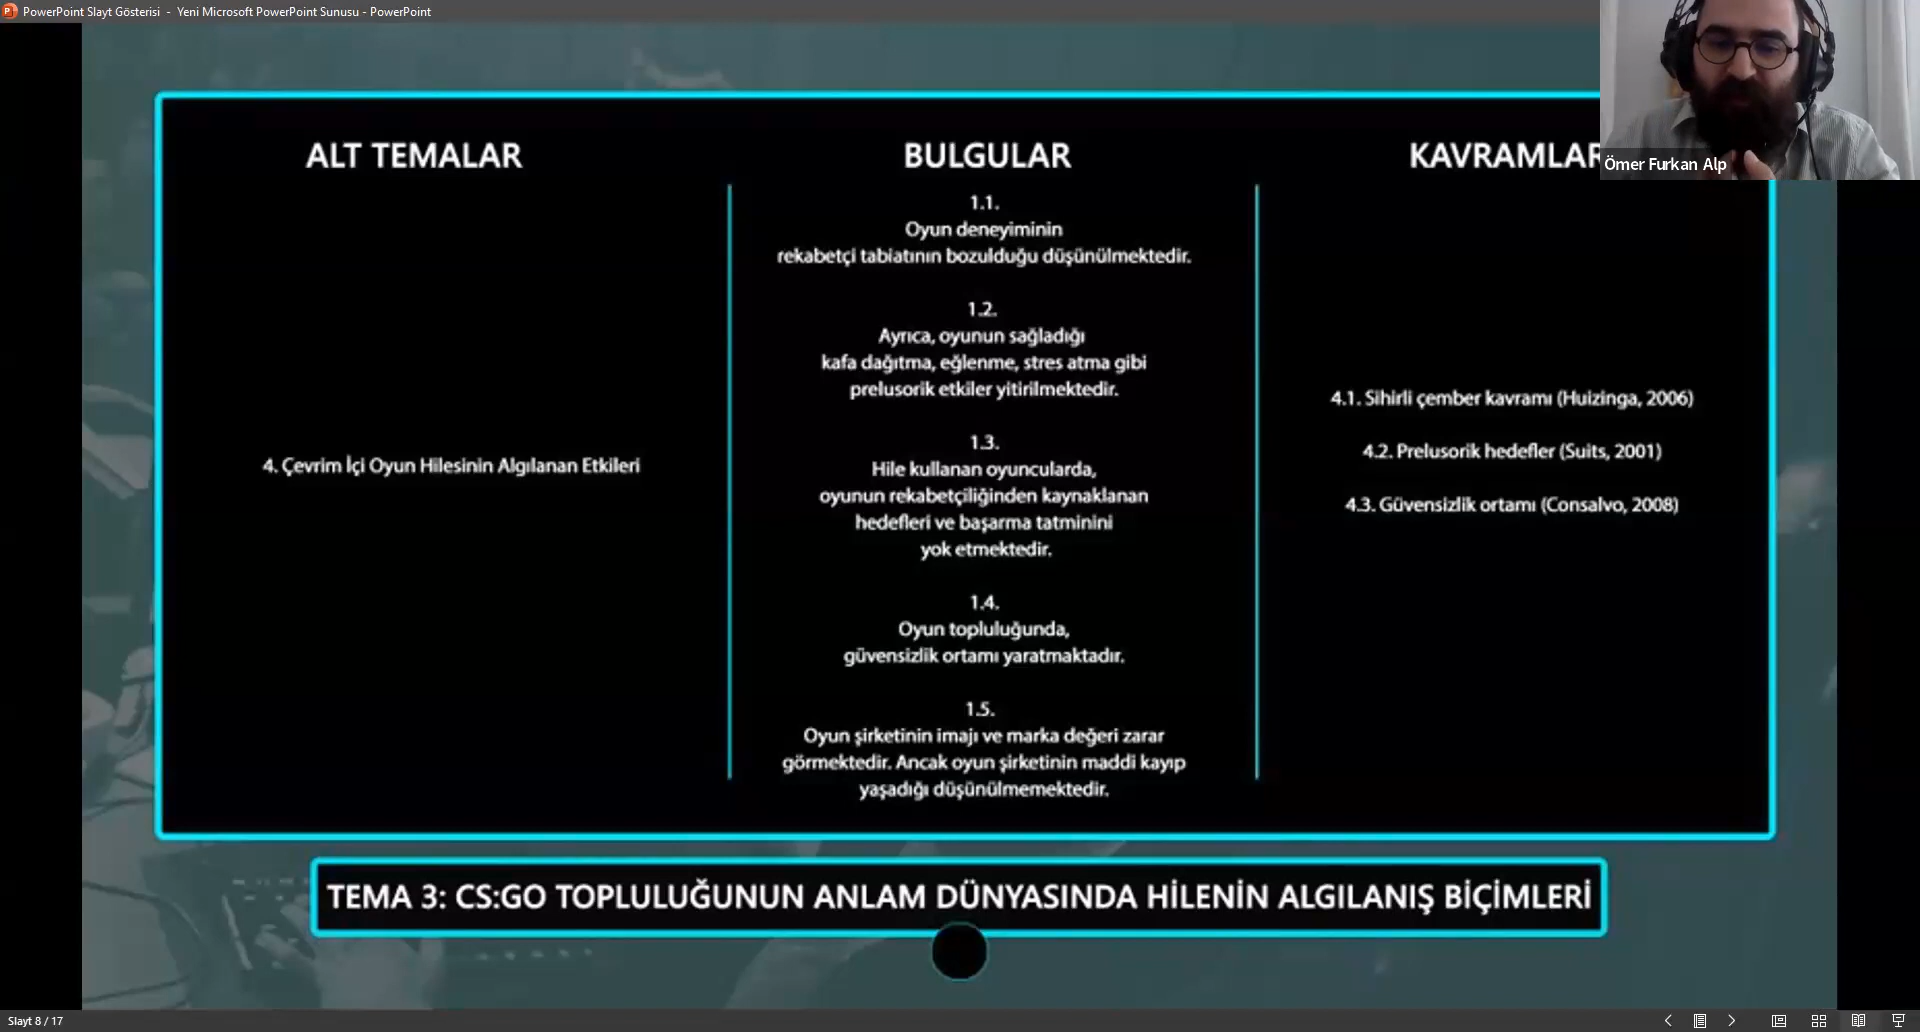 PowerPoint Slayt Gösterisi - Yeni Microsoft PowerPoint Sunusu - PowerPoint
Ömer Furkan Alp
ALT TEMALAR
4. Çevrim İçi Oyun Hilesinin Algılanan Etkileri
BULGULAR
1.1.
Oyun deneyiminin
rekabetçi tabiatının bozulduğu düşünülmektedir.
1.2.
Ayrıca, oyunun sağladığı
kafa dağıtma, eğlenme, stres atma gibi
prelusorik etkiler yitirilmektedir.
1.3.
Hile kullanan oyuncularda,
oyunun rekabetçiliğinden kaynaklanan
hedefleri ve başarma tatminini
yok etmektedir.
1.4.
Oyun topluluğunda,
güvensizlik ortamı yaratmaktadır.
1.5.
Oyun şirketinin imajı ve marka değeri zarar
görmektedir. Ancak oyun şirketinin maddi kayıp
yaşadığı düşünülmemektedir.
KAVRAMLAR
4.1. Sihirli çember kavramı (Huizinga, 2006)
4.2. Prelusorik hedefler (Suits, 2001)
4.3. Güvensizlik ortamı (Consalvo, 2008)
TEMA 3: CS:GO TOPLULUĞUNUN ANLAM DÜNYASINDA HİLENİN ALGILANIŞ BİÇİMLERİ
Slayt 8 / 17